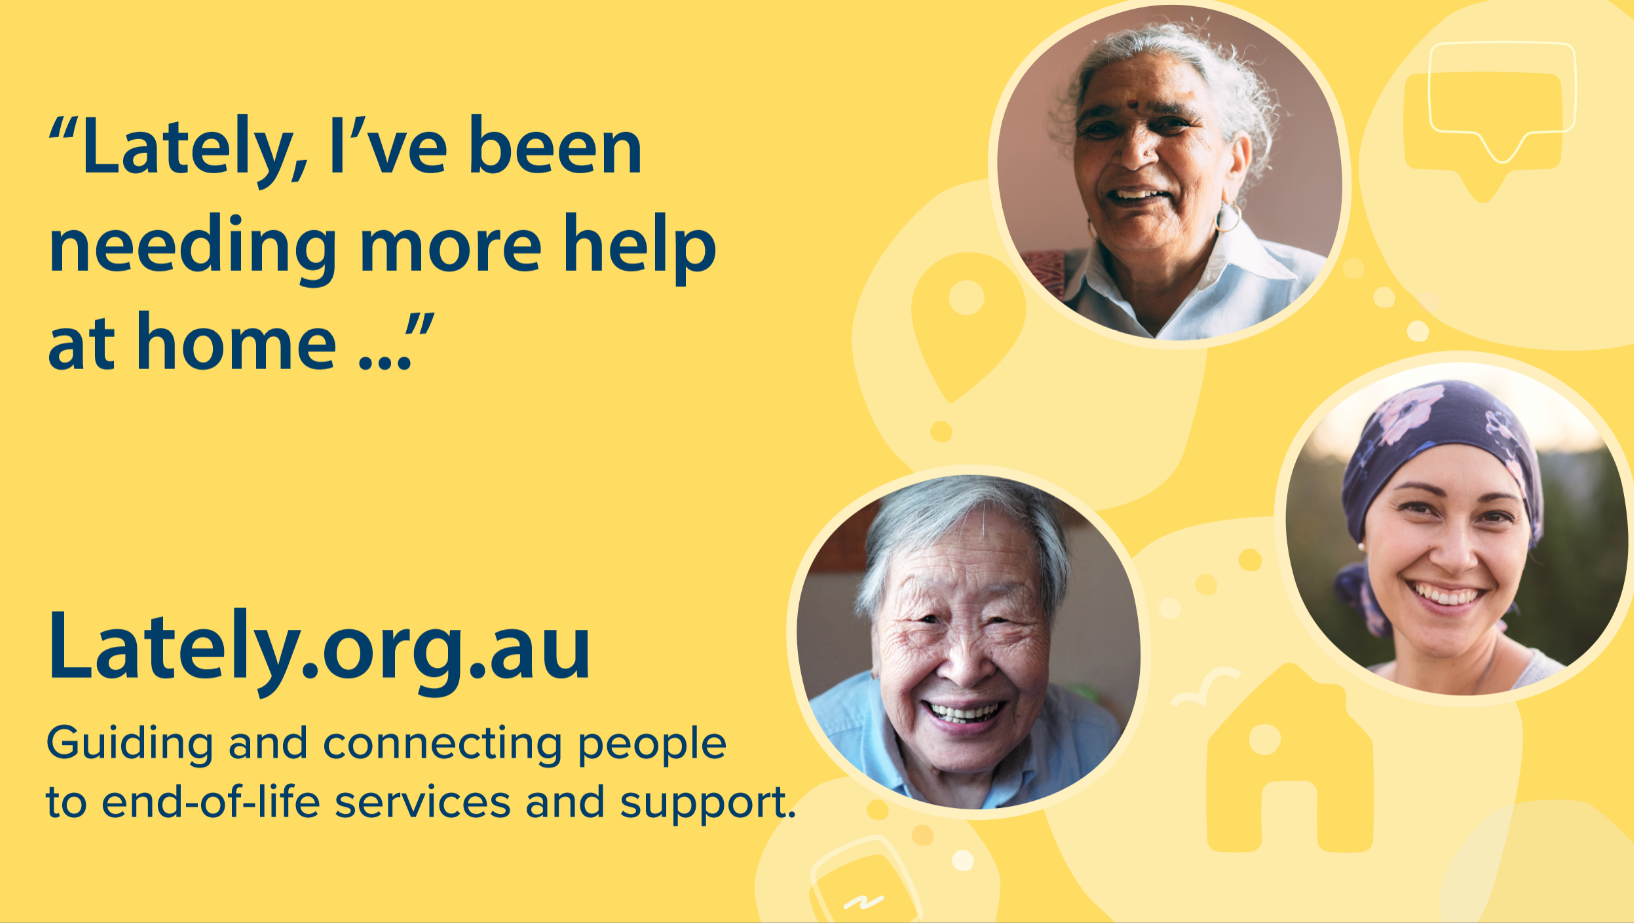 “Lately, I’ve been
needing more help
at home ...”
Lately.org.au
Guiding and connecting people
to end-of-life services and support.